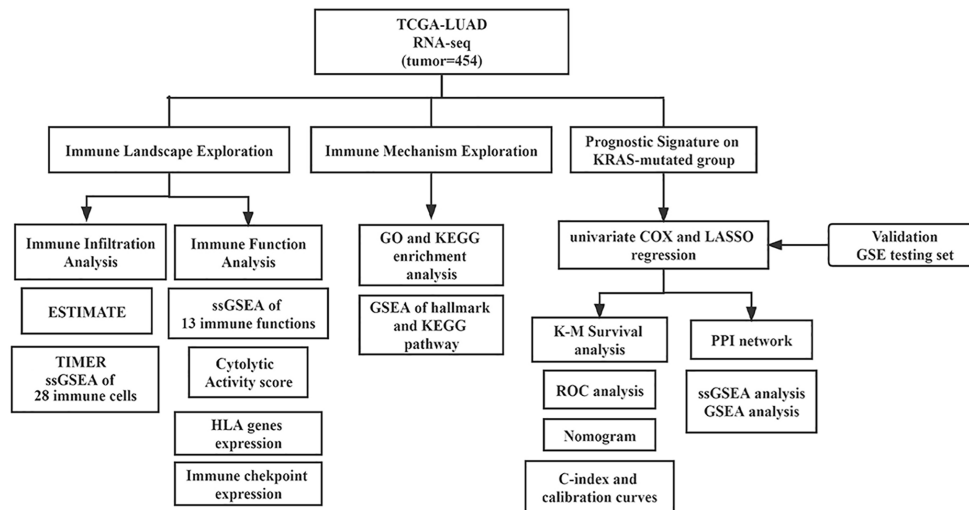 TCGA-LUAD
RNA-seq
(tumor=454)
Immune Landscape Exploration
Immune Mechanism Exploration
Prognostic Signature on
KRAS-mutated group
Immune Infiltration
Analysis
Immune Function
Analysis
GO and KEGG
enrichment
analysis
univariate COX and LASSO
regression
Validation
GSE testing set
ESTIMATE
ssGSEA of
13 immune functions
GSEA of hallmark
and KEGG
pathway
K-M Survival
analysis
PPI network
TIMER
ssGSEA of
28 immune cells
Cytolytic
Activity score
ROC analysis
ssGSEA analysis
GSEA analysis
HLA genes
expression
Nomogram
Immune chekpoint
expression
C-index and
calibration curves